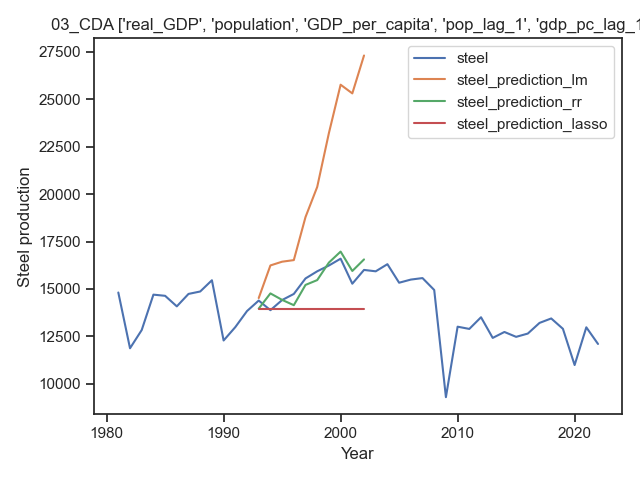 03_CDA ['real_GDP', 'population', 'GDP_per_capita', 'pop_lag_1', 'gdp_pc_lag_1
27500
25000
22500
20000
17500
15000
12500
10000
Steel production
steel
steel_prediction_lm
steel_prediction_rr
steel_prediction_lasso
1980
1990
2000
2010
2020
Year